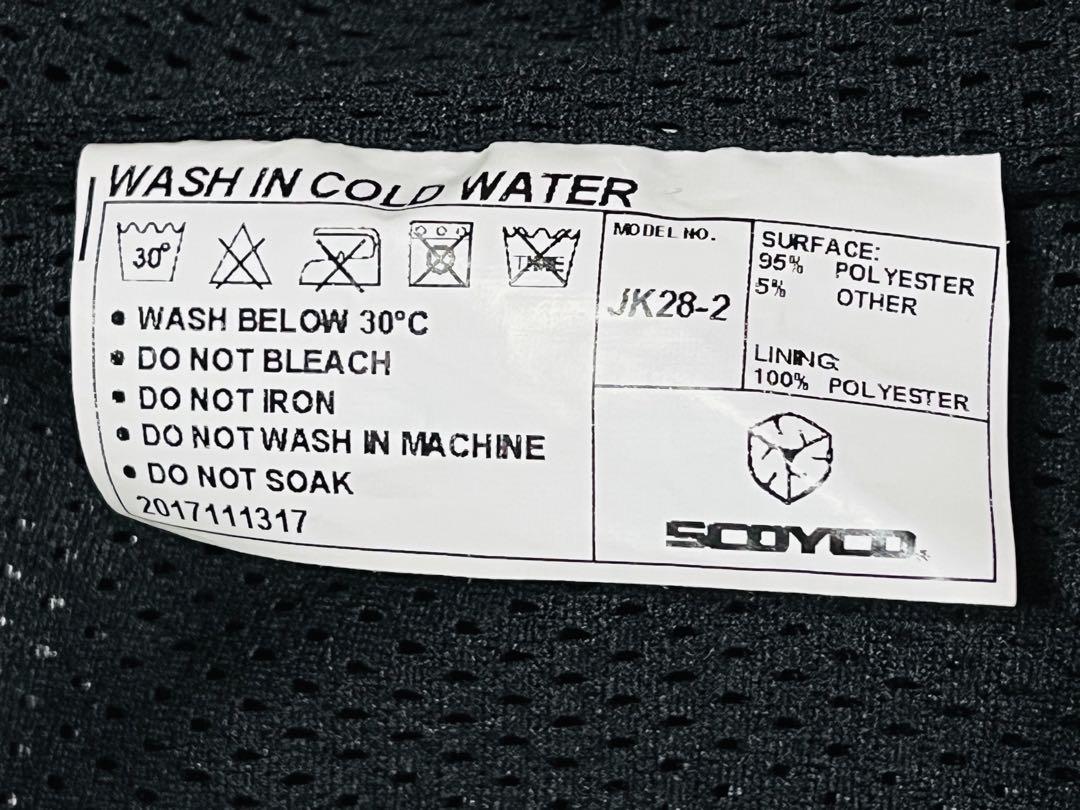 WASH IN COLD WATER
30°
WASH BELOW 30°C
DO NOT BLEACH
DO NOT IRON
DO NOT WASH IN MACHINE
DO NOT SOAK
2017111317
MODEL NO.
JK28-2
SURFACE:
95% POLYESTER
5% OTHER
LINING
100% POLYESTER
SCOYCO